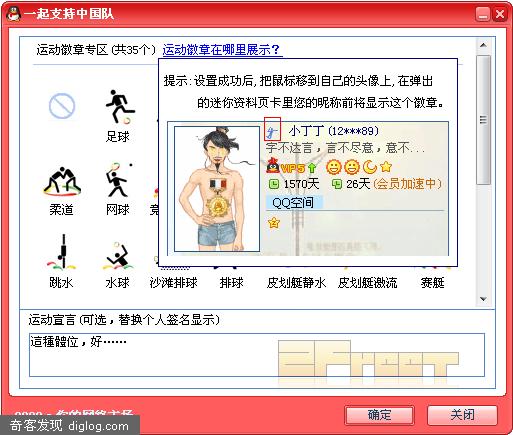 一起支持中国队
运动徽章专区(共35个) 运动徽章在哪里展示？
提示:设置成功后,把鼠标移到自己的头像上,在弹出
的迷你资料页卡里您的昵称前将显示这个徽章。
小丁丁(12***89)
字不达言，言不尽意，意不...
VIP5
1570天 26天(会员加速中)
QQ空间
足球
柔道 网球
跳水 水球 沙滩排球 排球 皮划艇静水 皮划艇激流 赛艇
运动宣言(可选，替换个人签名显示)
這種體位，好……
确定 关闭
奇客发现 diglog.com